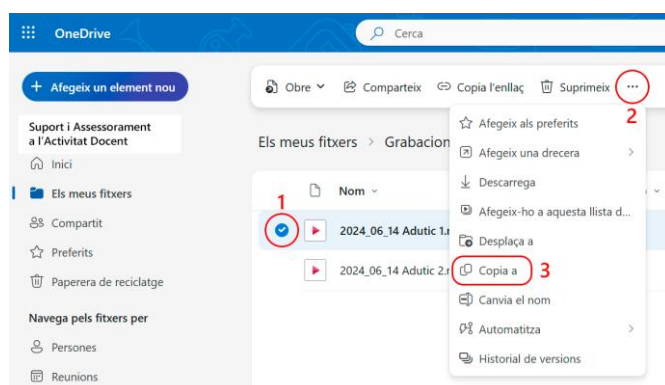 OneDrive
Cerca
+ Afegeix un element nou
Obre
Comparteix
Copia l'enllaç
Suprimeix
...
2
Suport i Assessorament
a l'Activitat Docent
Inici
Els meus fitxers
Compartit
Preferits
Paperera de reciclatge
Navega pels fitxers per
Persones
Reunions
Els meus fitxers > Grabacion
Nom
1
2024_06_14 Adutic 1.
2024_06_14 Adutic 2.
Afegeix als preferits
Afegeix una drecera
Descarrega
Afegeix-ho a aquesta llista d...
Desplaça a
Copia a
3
Canvia el nom
Automatitza
Historial de versions